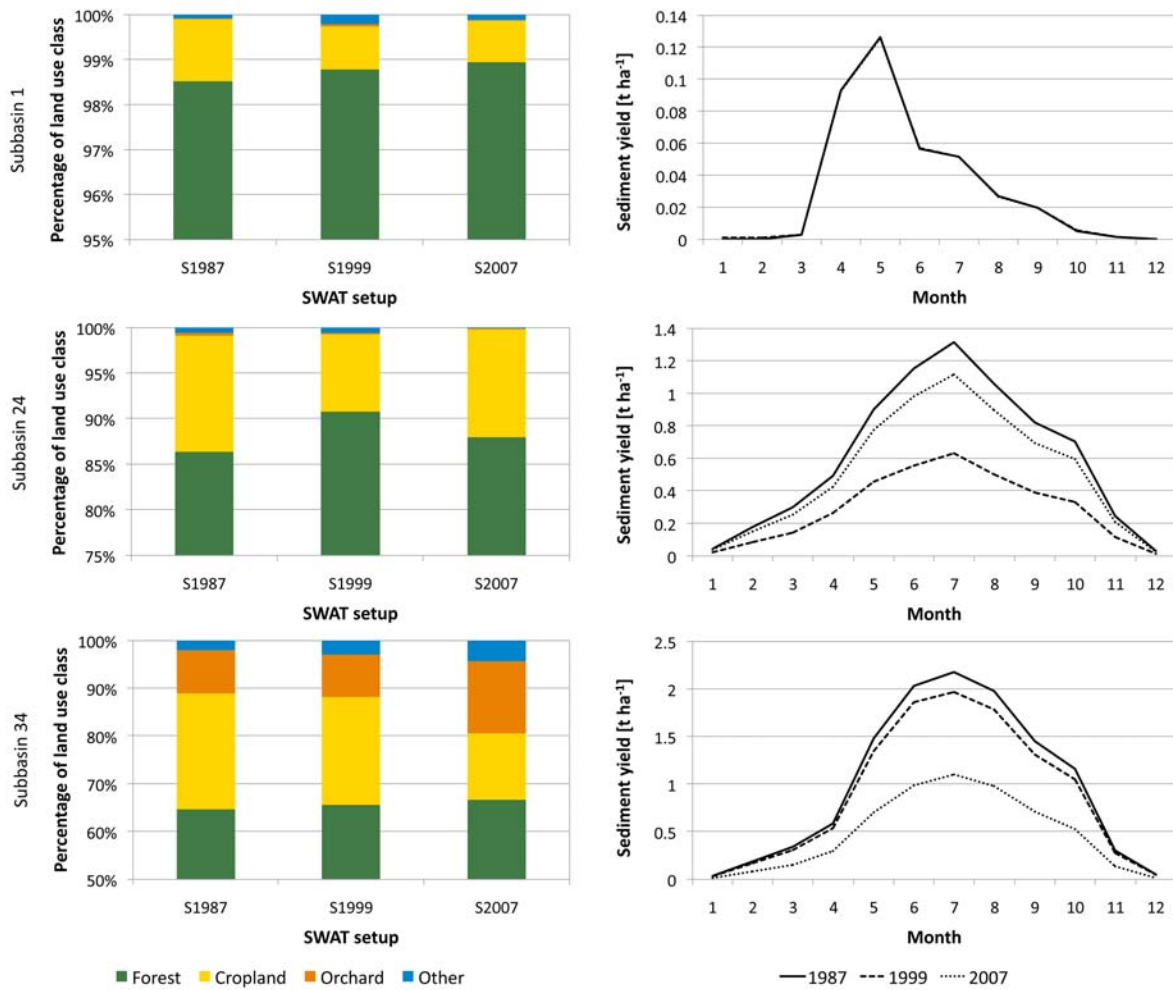 Subbasin 1
Percentage of land use class
100%
99%
98%
97%
96%
95%
S1987 S1999 S2007
SWAT setup
Sediment yield [t ha-1]
0.14
0.12
0.1
0.08
0.06
0.04
0.02
0
1 2 3 4 5 6 7 8 9 10 11 12
Month
Subbasin 24
Percentage of land use class
100%
95%
90%
85%
80%
75%
S1987 S1999 S2007
SWAT setup
Sediment yield [t ha-1]
1.4
1.2
1
0.8
0.6
0.4
0.2
0
1 2 3 4 5 6 7 8 9 10 11 12
Month
Subbasin 34
Percentage of land use class
100%
90%
80%
70%
60%
50%
S1987 S1999 S2007
SWAT setup
Sediment yield [t ha-1]
2.5
2
1.5
1
0.5
0
1 2 3 4 5 6 7 8 9 10 11 12
Month
Forest Cropland Orchard Other
1987 1999 2007